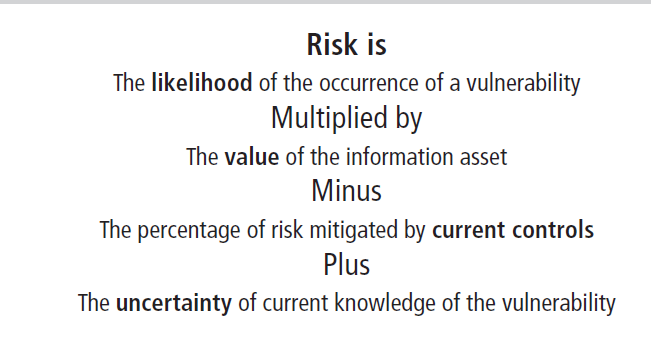 Risk is
The likelihood of the occurrence of a vulnerability
Multiplied by
The value of the information asset
Minus
The percentage of risk mitigated by current controls
Plus
The uncertainty of current knowledge of the vulnerability